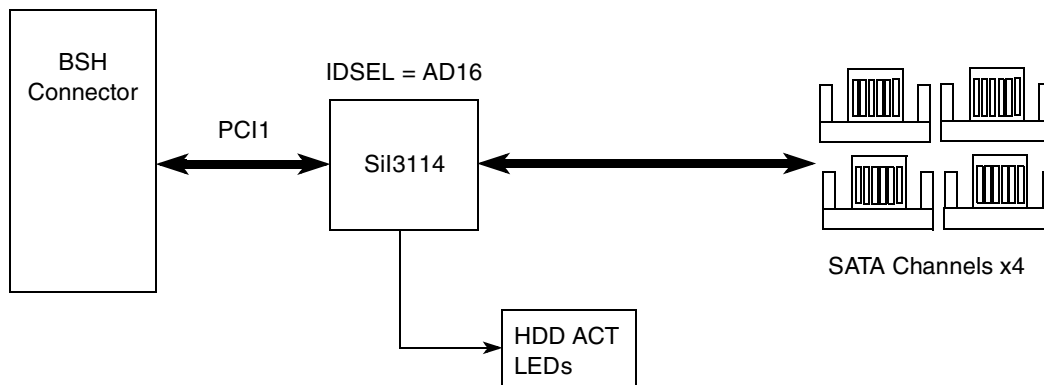 BSH
Connector
PCI1
IDSEL = AD16
SiI3114
HDD ACT
LEDs
SATA Channels x4